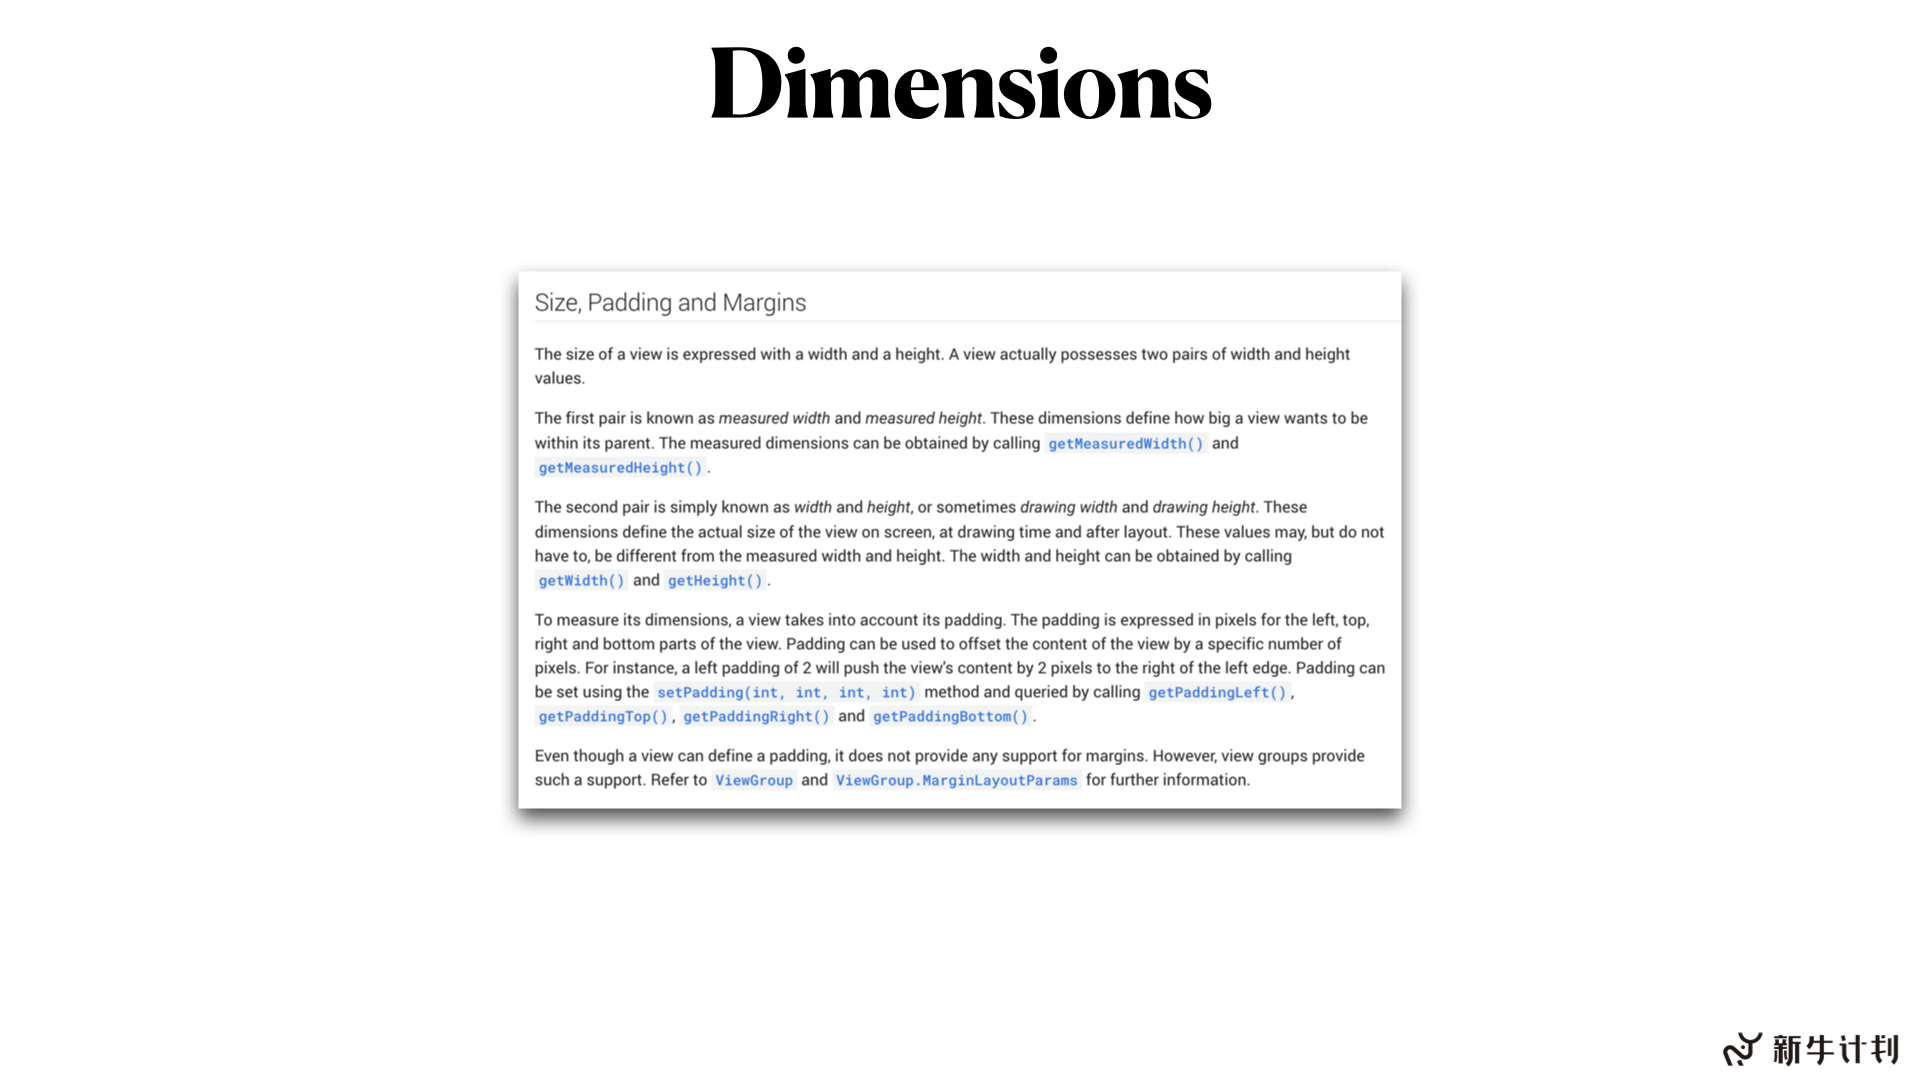 Dimensions
Size, Padding and Margins
The size of a view is expressed with a width and a height. A view actually possesses two pairs of width and height
values.
The first pair is known as measured width and measured height. These dimensions define how big a view wants to be
within its parent. The measured dimensions can be obtained by calling getMeasuredWidth() and
getMeasuredHeight().
The second pair is simply known as width and height, or sometimes drawing width and drawing height. These
dimensions define the actual size of the view on screen, at drawing time and after layout. These values may, but do not
have to, be different from the measured width and height. The width and height can be obtained by calling
getWidth() and getHeight().
To measure its dimensions, a view takes into account its padding. The padding is expressed in pixels for the left, top,
right and bottom parts of the view. Padding can be used to offset the content of the view by a specific number of
pixels. For instance, a left padding of 2 will push the view's content by 2 pixels to the right of the left edge. Padding can
be set using the setPadding(int, int, int, int) method and queried by calling getPaddingLeft(),
getPaddingTop(), getPaddingRight() and getPaddingBottom().
Even though a view can define a padding, it does not provide any support for margins. However, view groups provide
such a support. Refer to ViewGroup and ViewGroup.MarginLayoutParams for further information.
新牛计划